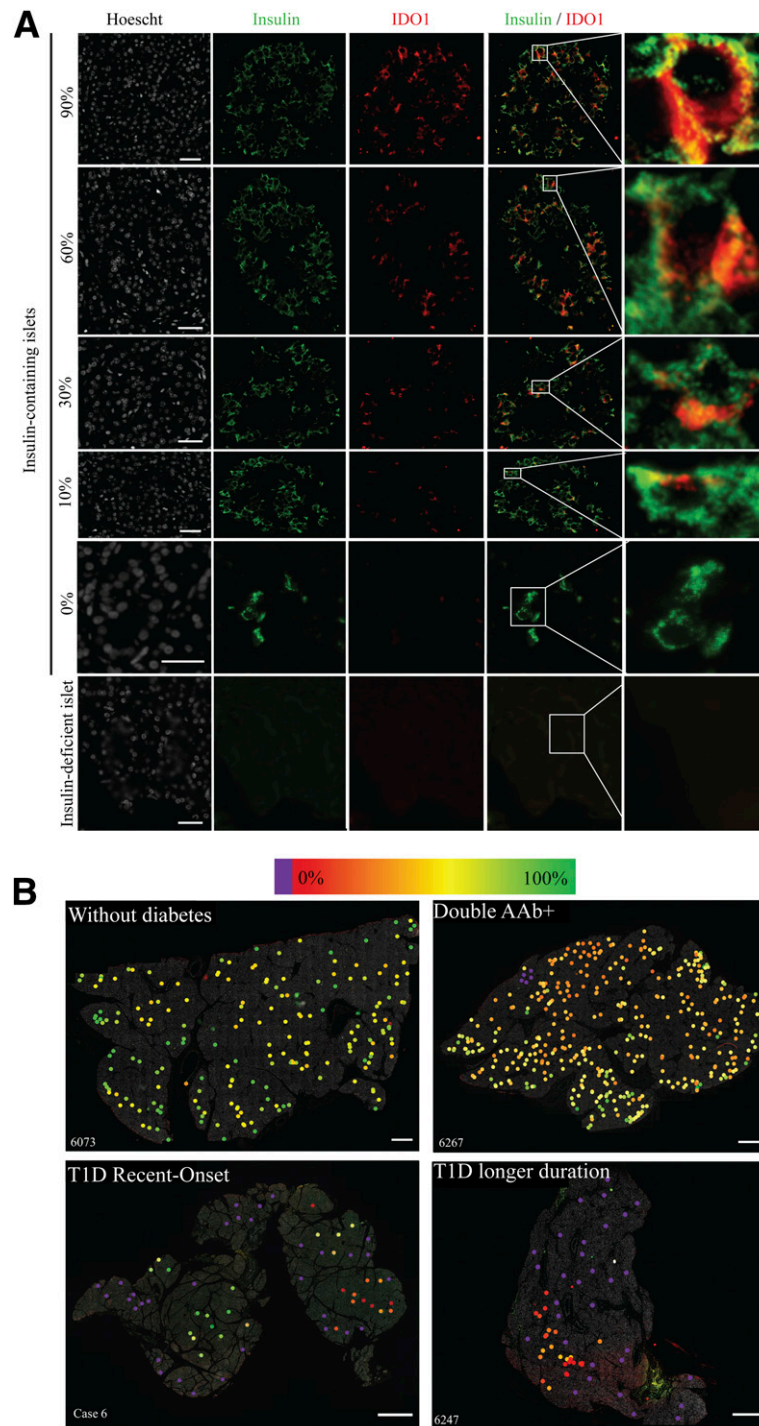 A
Hoescht
Insulin
IDO1
Insulin / IDO1
Insulin-containing islets
90%
60%
30%
10%
0%
Insulin-deficient islet
B
0%
100%
Without diabetes
6073
Double AAb+
6267
T1D Recent-Onset
Case 6
T1D longer duration
6247